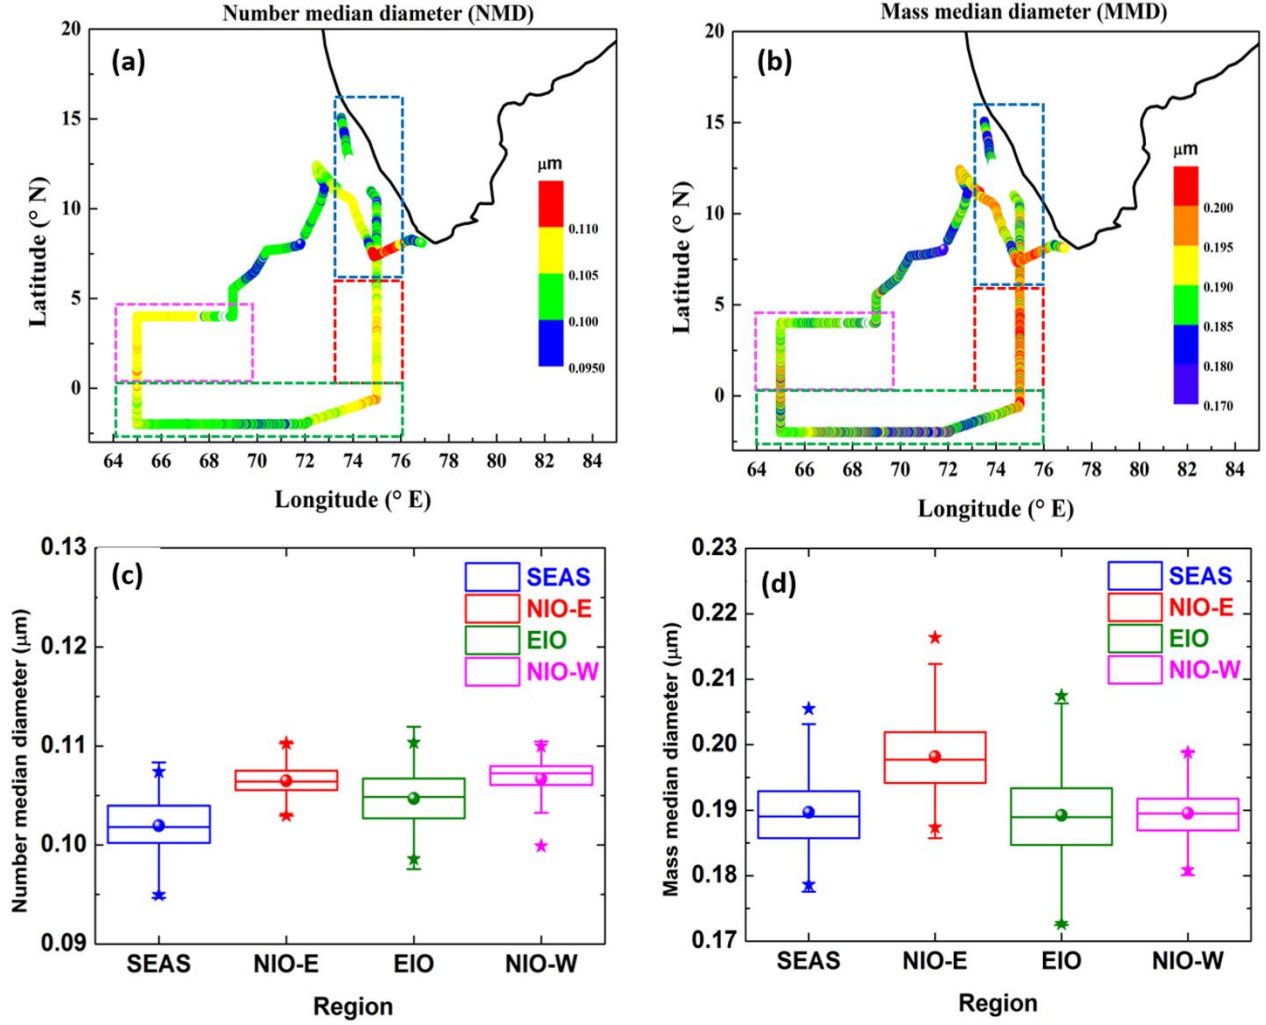 Number median diameter (NMD)
(a)
20
15
10
5
0
Latitude (° N)
64 66 68 70 72 74 76 78 80 82 84
Longitude (° E)
μm
0.110
0.105
0.100
0.0950
Mass median diameter (MMD)
(b)
20
15
10
5
0
Latitude (° N)
64 66 68 70 72 74 76 78 80 82 84
Longitude (° E)
μm
0.200
0.195
0.190
0.185
0.180
0.170
(c)
0.13
0.12
0.11
0.10
0.09
Number median diameter (μm)
SEAS
NIO-E
EIO
NIO-W
SEAS NIO-E EIO NIO-W
Region
(d)
0.23
0.22
0.21
0.20
0.19
0.18
0.17
Mass median diameter (μm)
SEAS
NIO-E
EIO
NIO-W
SEAS NIO-E EIO NIO-W
Region